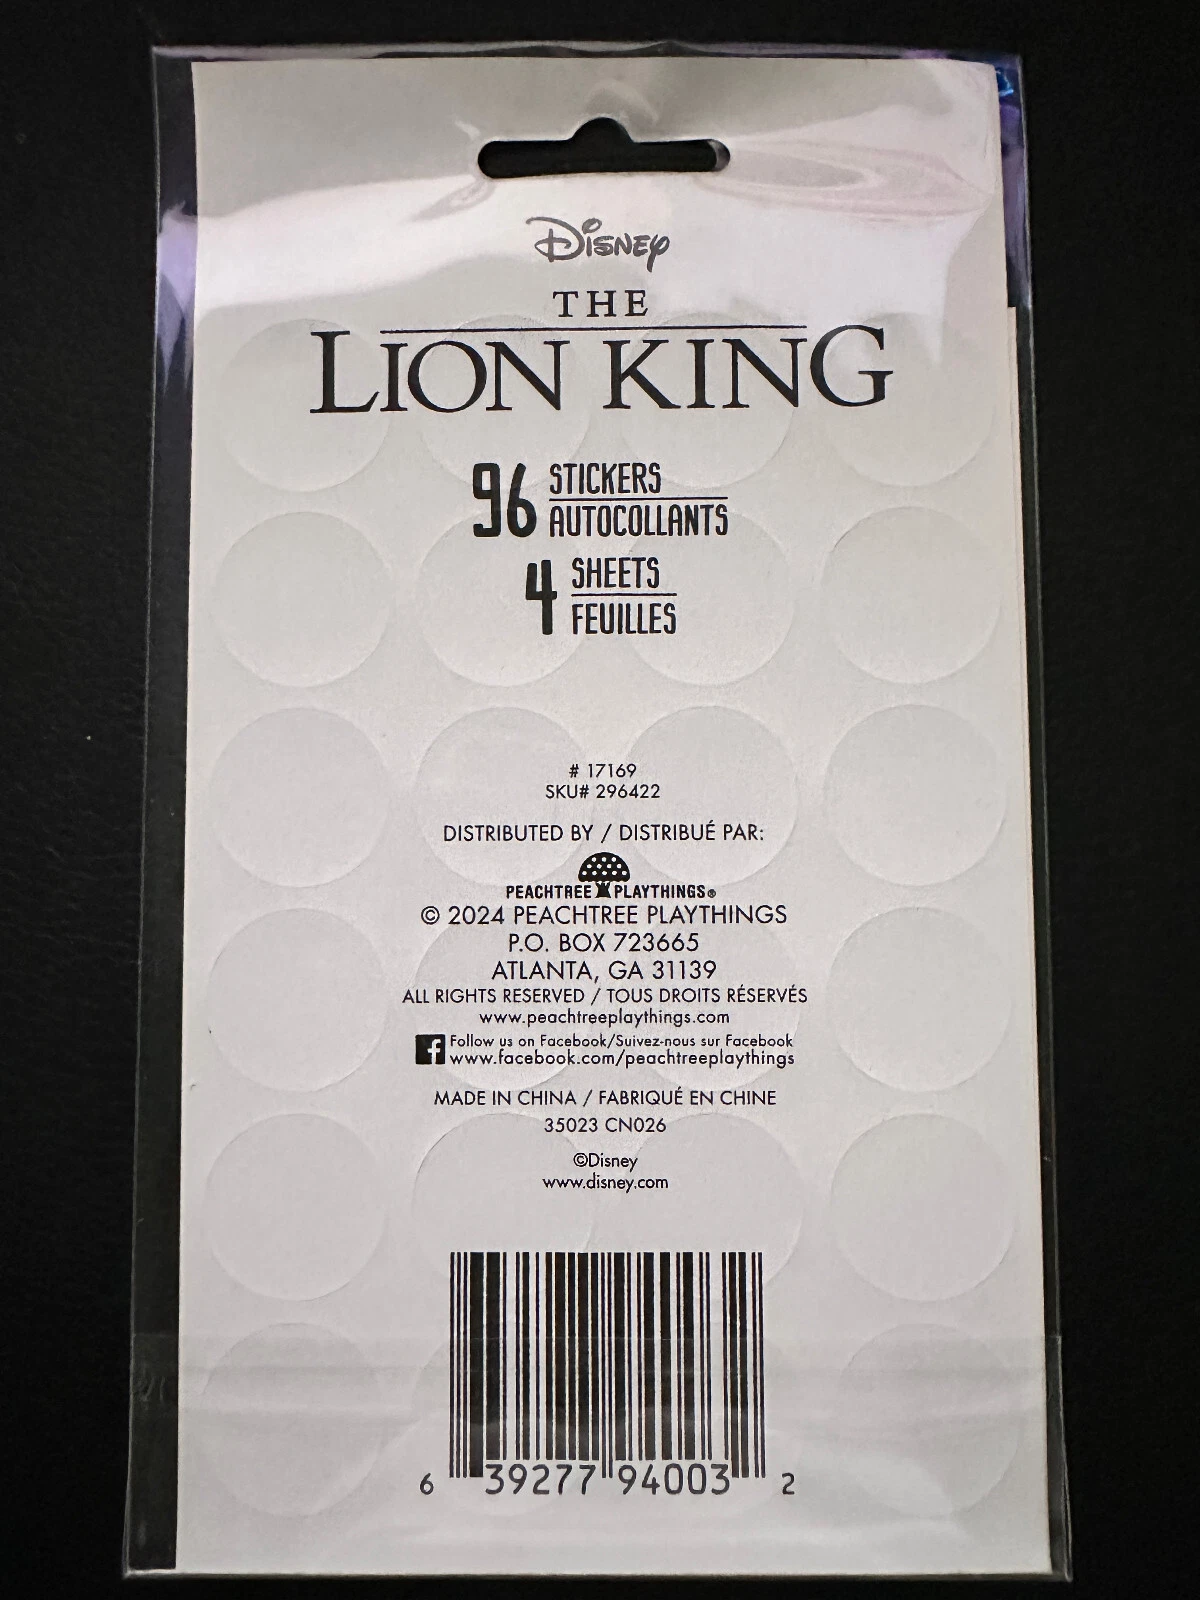 Disney
THE
LION KING
96 STICKERS
AUTOCOLLANTS
4 SHEETS
FEUILLES
# 17169
SKU# 296422
DISTRIBUTED BY / DISTRIBUÉ PAR:
PEACHTREE PLAYTHINGS®
© 2024 PEACHTREE PLAYTHINGS
P.O. BOX 723665
ATLANTA, GA 31139
ALL RIGHTS RESERVED / TOUS DROITS RÉSERVÉS
www.peachtreeplaythings.com
f Follow us on Facebook/Suivez-nous sur Facebook
www.facebook.com/peachtreeplaythings
MADE IN CHINA / FABRIQUÉ EN CHINE
35023 CN026
©Disney
www.disney.com
6 39277 94003 2